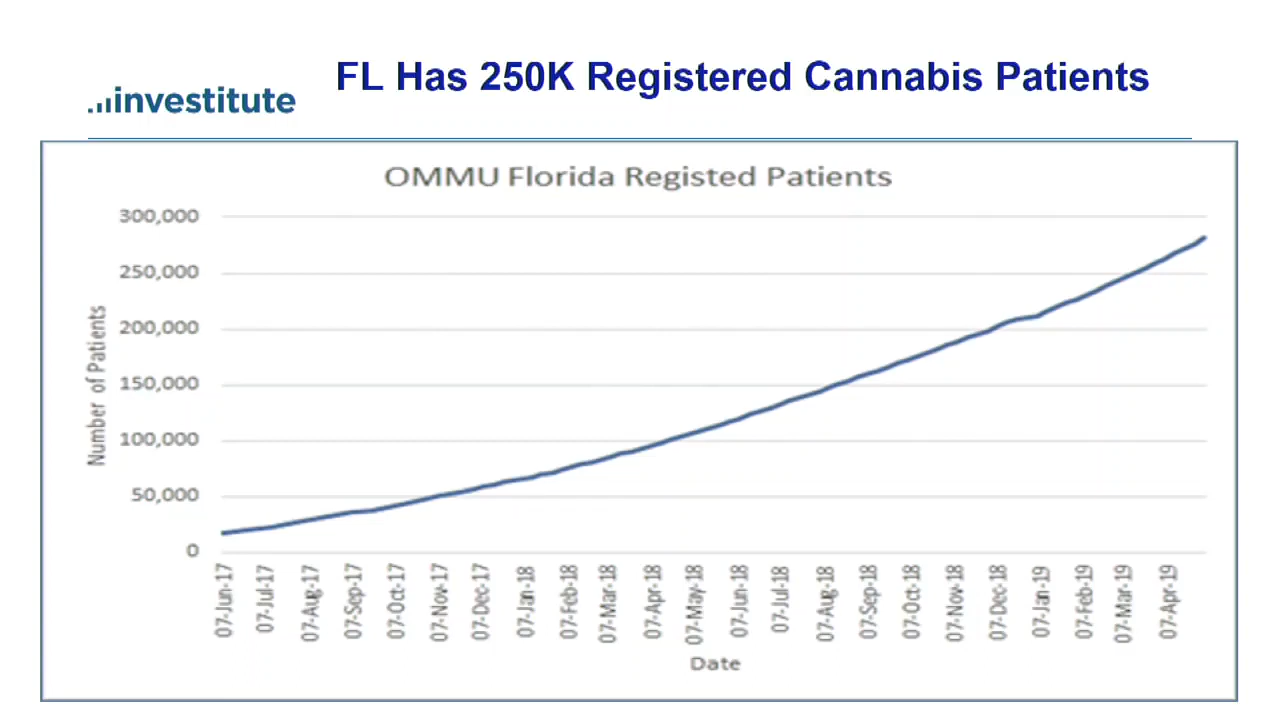 FL Has 250K Registered Cannabis Patients
investitute
OMMU Florida Registed Patients
300,000
250,000
200,000
150,000
100,000
50,000
0
Number of Patients
07-Jun-17
07-Jul-17
07-Aug-17
07-Sep-17
07-Oct-17
07-Nov-17
07-Dec-17
07-Jan-18
07-Feb-18
07-Mar-18
07-Apr-18
07-May-18
07-Jun-18
07-Jul-18
07-Aug-18
07-Sep-18
07-Oct-18
07-Nov-18
07-Dec-18
07-Jan-19
07-Feb-19
07-Mar-19
07-Apr-19
Date